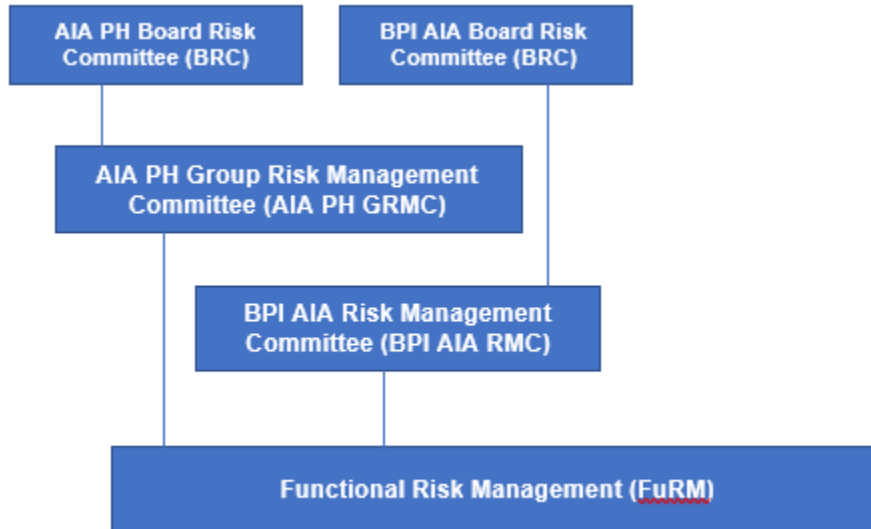 AIA PH Board Risk
Committee (BRC)
BPI AIA Board Risk
Committee (BRC)
AIA PH Group Risk Management
Committee (AIA PH GRMC)
BPI AIA Risk Management
Committee (BPI AIA RMC)
Functional Risk Management (FuRM)